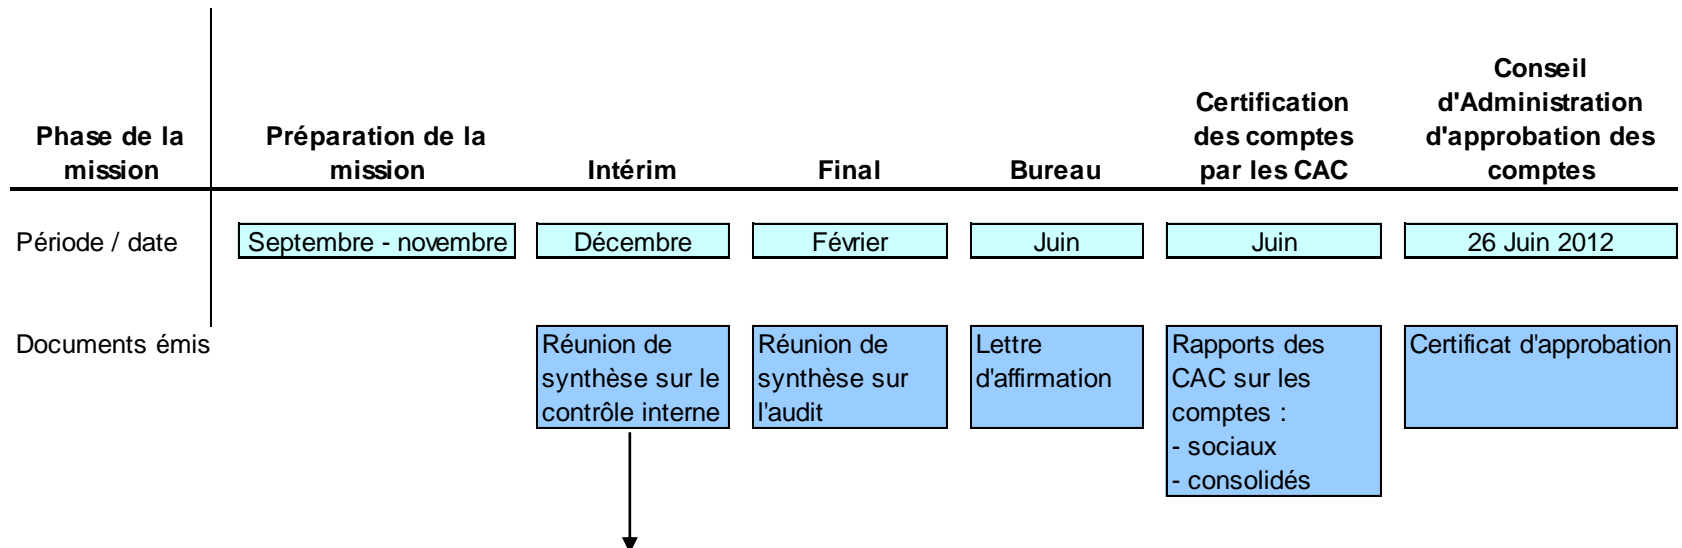 Phase de la
mission
Préparation de la
mission
Intérim
Final
Bureau
Certification
des comptes
par les CAC
Conseil
d'Administration
d'approbation des
comptes
Période / date
Septembre - novembre
Décembre
Février
Juin
Juin
26 Juin 2012
Documents émis
Réunion de
synthèse sur le
contrôle interne
Réunion de
synthèse sur
l'audit
Lettre
d'affirmation
Rapports des
CAC sur les
comptes :
- sociaux
- consolidés
Certificat d'approbation